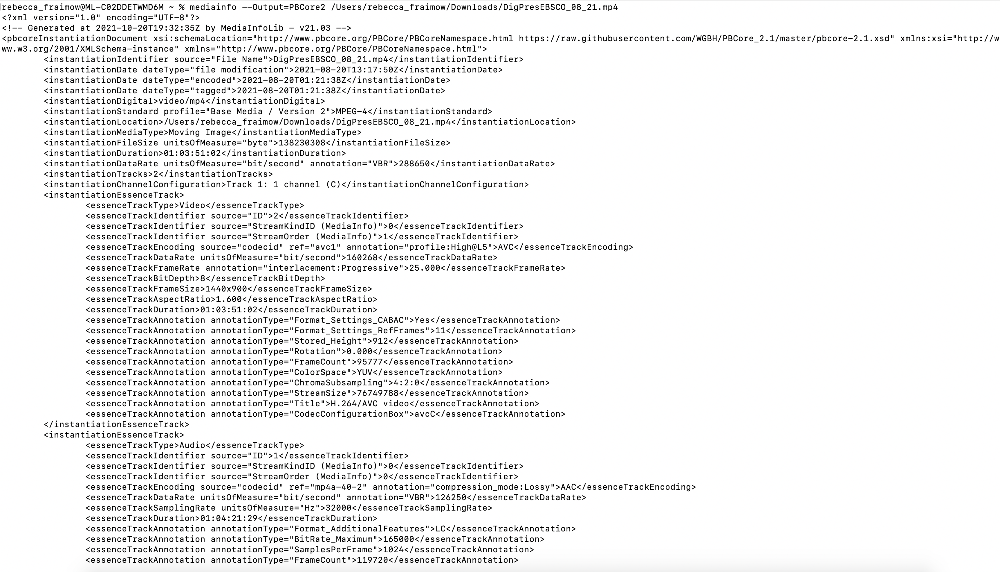 rebecca_fraimow@ML-C02DDETWMD6M ~ % mediainfo --Output=PBCore2 /Users/rebecca_fraimow/Downloads/DigPresEBSCO_08_21.mp4
<?xml version="1.0" encoding="UTF-8"?>
<!-- Generated at 2021-10-20T19:32:35Z by MediaInfoLib - v21.03 -->
<pbcoreInstantiationDocument xsi:schemaLocation="http://www.pbcore.org/PBCore/PBCoreNamespace.html https://raw.githubusercontent.com/WGBH/PBCore_2.1/master/pbcore-2.1.xsd" xmlns:xsi="http://w
ww.w3.org/2001/XMLSchema-instance" xmlns="http://www.pbcore.org/PBCore/PBCoreNamespace.html">
<instantiationIdentifier source="File Name">DigPresEBSCO_08_21.mp4</instantiationIdentifier>
<instantiationDate dateType="file modification">2021-08-20T13:17:50Z</instantiationDate>
<instantiationDate dateType="encoded">2021-08-20T01:21:38Z</instantiationDate>
<instantiationDate dateType="tagged">2021-08-20T01:21:38Z</instantiationDate>
<instantiationDigital>video/mp4</instantiationDigital>
<instantiationStandard profile="Base Media / Version 2">MPEG-4</instantiationStandard>
<instantiationLocation>/Users/rebecca_fraimow/Downloads/DigPresEBSCO_08_21.mp4</instantiationLocation>
<instantiationMediaType>Moving Image</instantiationMediaType>
<instantiationFileSize unitsOfMeasure="byte">138230308</instantiationFileSize>
<instantiationDuration>01:03:51:02</instantiationDuration>
<instantiationDataRate unitsOfMeasure="bit/second" annotation="VBR">288650</instantiationDataRate>
<instantiationTracks>2</instantiationTracks>
<instantiationChannelConfiguration>Track 1: 1 channel (C)</instantiationChannelConfiguration>
<instantiationEssenceTrack>
<essenceTrackType>Video</essenceTrackType>
<essenceTrackIdentifier source="ID">2</essenceTrackIdentifier>
<essenceTrackIdentifier source="StreamKindID (MediaInfo)">0</essenceTrackIdentifier>
<essenceTrackIdentifier source="StreamOrder (MediaInfo)">1</essenceTrackIdentifier>
<essenceTrackEncoding source="codecid" ref="avc1" annotation="profile:High@L5">AVC</essenceTrackEncoding>
<essenceTrackDataRate unitsOfMeasure="bit/second">160268</essenceTrackDataRate>
<essenceTrackFrameRate annotation="interlacement:Progressive">25.000</essenceTrackFrameRate>
<essenceTrackBitDepth>8</essenceTrackBitDepth>
<essenceTrackFrameSize>1440x900</essenceTrackFrameSize>
<essenceTrackAspectRatio>1.600</essenceTrackAspectRatio>
<essenceTrackDuration>01:03:51:02</essenceTrackDuration>
<essenceTrackAnnotation annotationType="Format_Settings_CABAC">Yes</essenceTrackAnnotation>
<essenceTrackAnnotation annotationType="Format_Settings_RefFrames">11</essenceTrackAnnotation>
<essenceTrackAnnotation annotationType="Stored_Height">912</essenceTrackAnnotation>
<essenceTrackAnnotation annotationType="Rotation">0.000</essenceTrackAnnotation>
<essenceTrackAnnotation annotationType="FrameCount">95777</essenceTrackAnnotation>
<essenceTrackAnnotation annotationType="ColorSpace">YUV</essenceTrackAnnotation>
<essenceTrackAnnotation annotationType="ChromaSubsampling">4:2:0</essenceTrackAnnotation>
<essenceTrackAnnotation annotationType="StreamSize">76749788</essenceTrackAnnotation>
<essenceTrackAnnotation annotationType="Title">H.264/AVC video</essenceTrackAnnotation>
<essenceTrackAnnotation annotationType="CodecConfigurationBox">avcC</essenceTrackAnnotation>
</instantiationEssenceTrack>
<instantiationEssenceTrack>
<essenceTrackType>Audio</essenceTrackType>
<essenceTrackIdentifier source="ID">1</essenceTrackIdentifier>
<essenceTrackIdentifier source="StreamKindID (MediaInfo)">0</essenceTrackIdentifier>
<essenceTrackIdentifier source="StreamOrder (MediaInfo)">0</essenceTrackIdentifier>
<essenceTrackEncoding source="codecid" ref="mp4a-40-2" annotation="compression_mode:Lossy">AAC</essenceTrackEncoding>
<essenceTrackDataRate unitsOfMeasure="bit/second" annotation="VBR">126250</essenceTrackDataRate>
<essenceTrackSamplingRate unitsOfMeasure="Hz">32000</essenceTrackSamplingRate>
<essenceTrackDuration>01:04:21:29</essenceTrackDuration>
<essenceTrackAnnotation annotationType="Format_AdditionalFeatures">LC</essenceTrackAnnotation>
<essenceTrackAnnotation annotationType="BitRate_Maximum">165000</essenceTrackAnnotation>
<essenceTrackAnnotation annotationType="SamplesPerFrame">1024</essenceTrackAnnotation>
<essenceTrackAnnotation annotationType="FrameCount">119720</essenceTrackAnnotation>